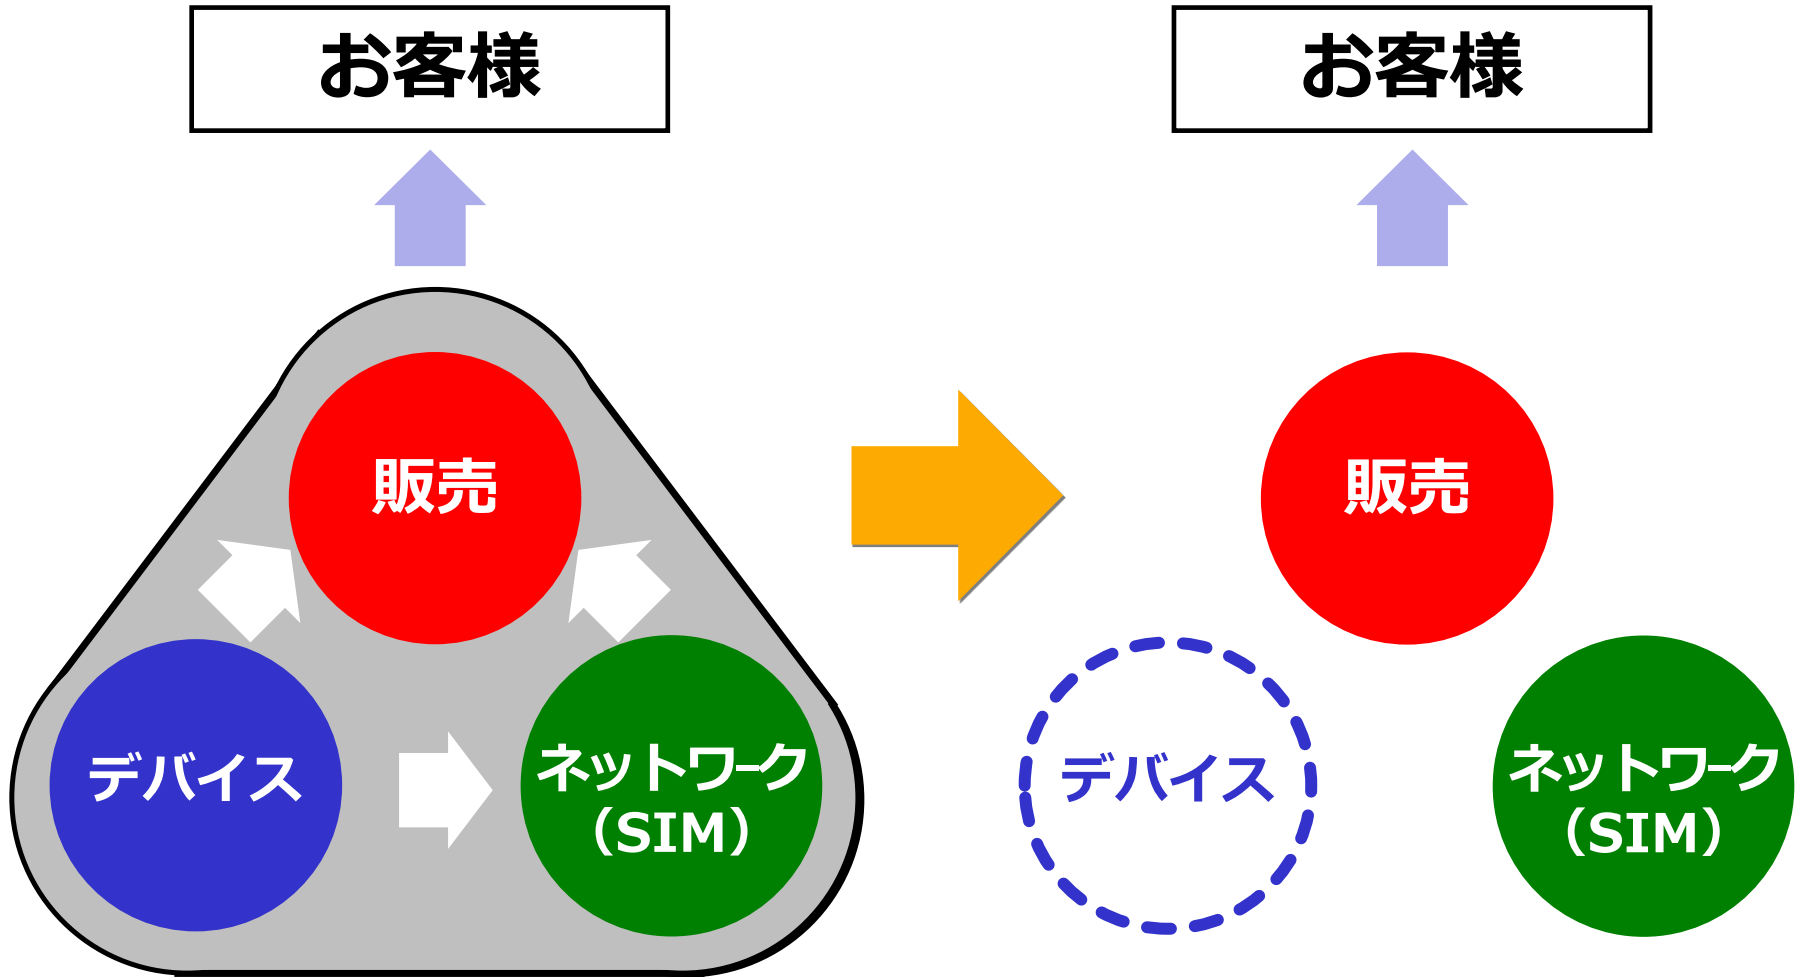 お客様
販売
デバイス
ネットワーク
（SIM）
お客様
販売
デバイス
ネットワーク
（SIM）